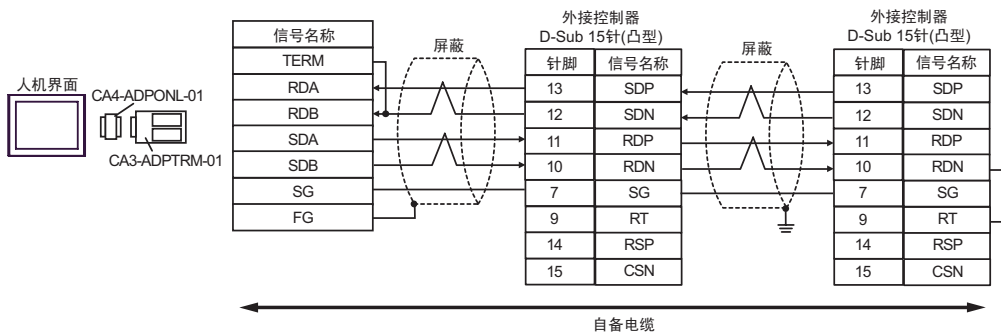 人机界面
CA4-ADPONL-01
CA3-ADPTRM-01
信号名称
TERM
RDA
RDB
SDA
SDB
SG
FG
屏蔽
外接控制器
D-Sub 15针(凸型)
针脚 信号名称
13 SDP
12 SDN
11 RDP
10 RDN
7 SG
9 RT
14 RSP
15 CSN
屏蔽
外接控制器
D-Sub 15针(凸型)
针脚 信号名称
13 SDP
12 SDN
11 RDP
10 RDN
7 SG
9 RT
14 RSP
15 CSN
自备电缆